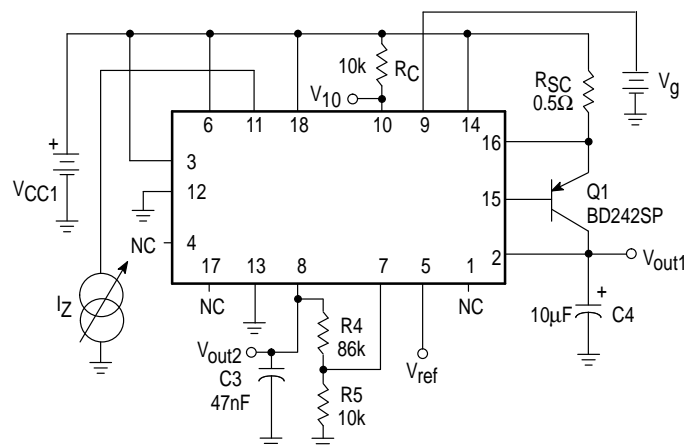 10k
RC
V10
RSC
0.5Ω
Vg
6
11
18
10
9
14
+
VCC1
3
16
12
15
Q1
BD242SP
NC
4
2
Vout1
17
13
8
7
5
1
NC
NC
IZ
R4
86k
+
10μF
C4
Vout2
C3
47nF
R5
10k
Vref